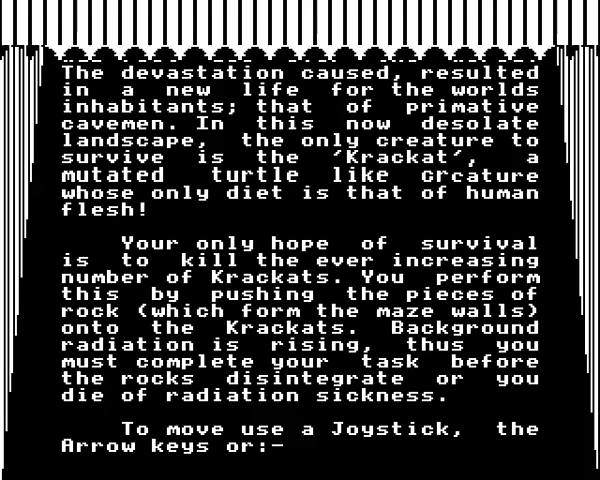 The devastation caused, resulted
in a new life for the worlds
inhabitants; that of primative
cavemen. In this now desolate
landscape, the only creature to
survive is the 'Krackat', a
mutated turtle like creature
whose only diet is that of human
flesh!
Your only hope of survival
is to kill the ever increasing
number of Krackats. You perform
this by pushing the pieces of
rock (which form the maze walls)
onto the Krackats. Background
radiation is rising, thus you
must complete your task before
the rocks disintegrate or you
die of radiation sickness.
To move use a Joystick, the
Arrow keys or:-